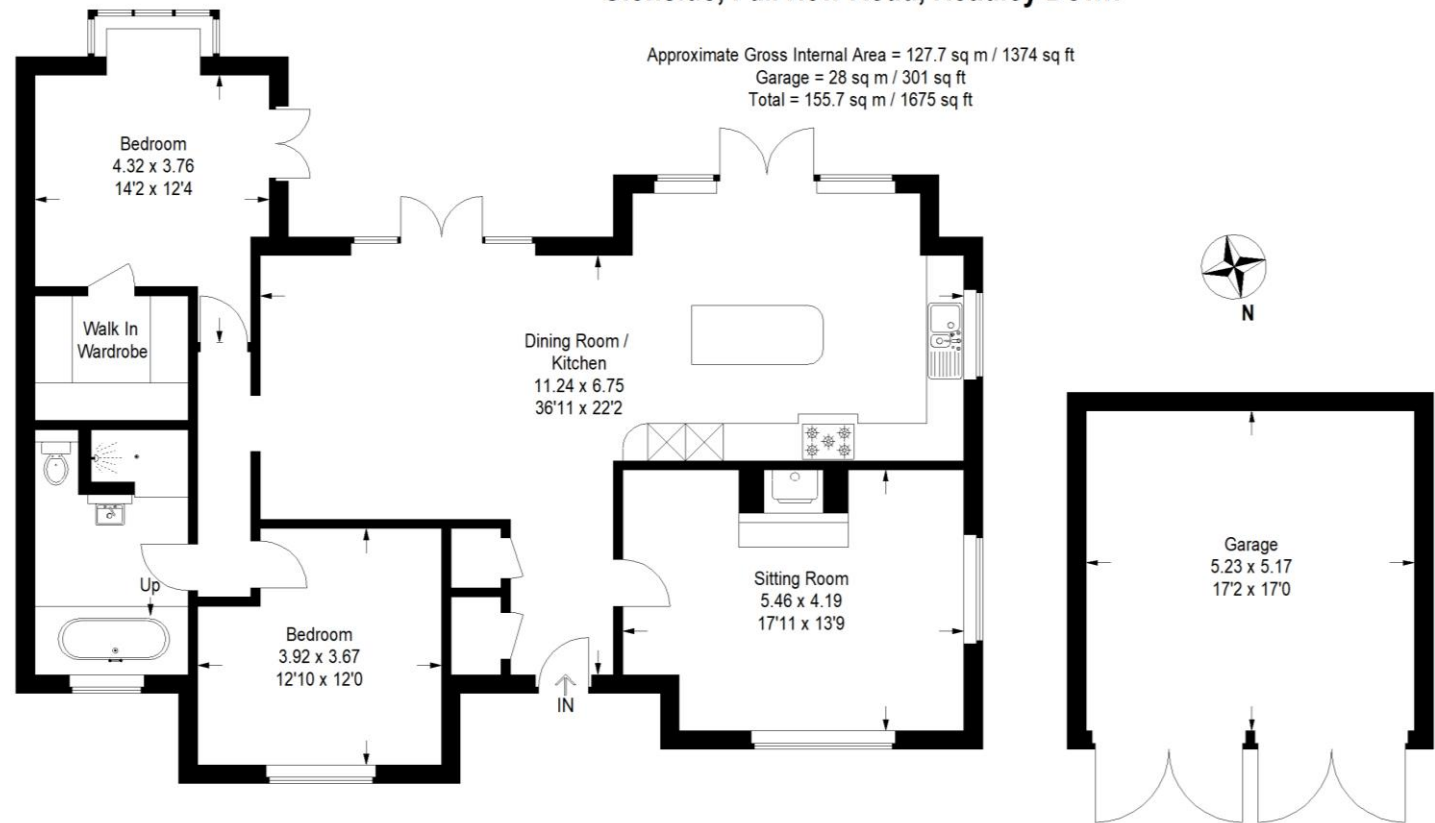 Approximate Gross Internal Area = 127.7 sq m / 1374 sq ft
Garage = 28 sq m / 301 sq ft
Total = 155.7 sq m / 1675 sq ft
Bedroom
4.32 x 3.76
14'2 x 12'4
N
Walk In
Wardrobe
Dining Room /
Kitchen
11.24 x 6.75
36'11 x 22'2
Garage
5.23 x 5.17
17'2 x 17'0
Up
Sitting Room
5.46 x 4.19
17'11 x 13'9
Bedroom
3.92 x 3.67
12'10 x 12'0
IN